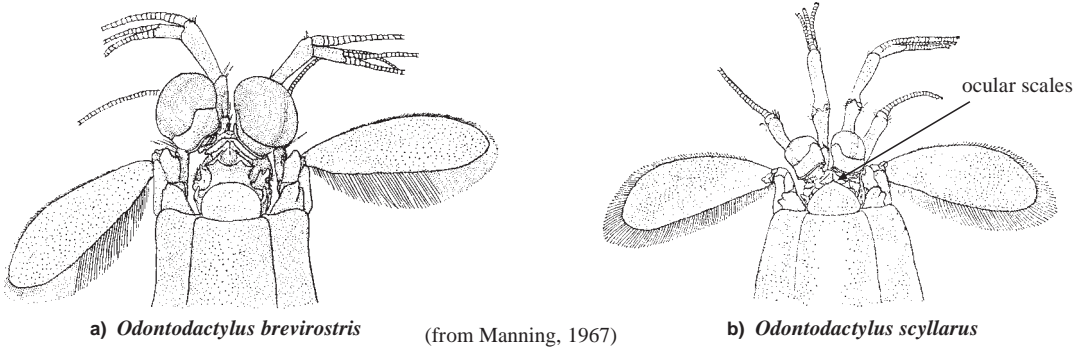 ocular scales
a) Odontodactylus brevirostris
(from Manning, 1967)
b) Odontodactylus scyllarus